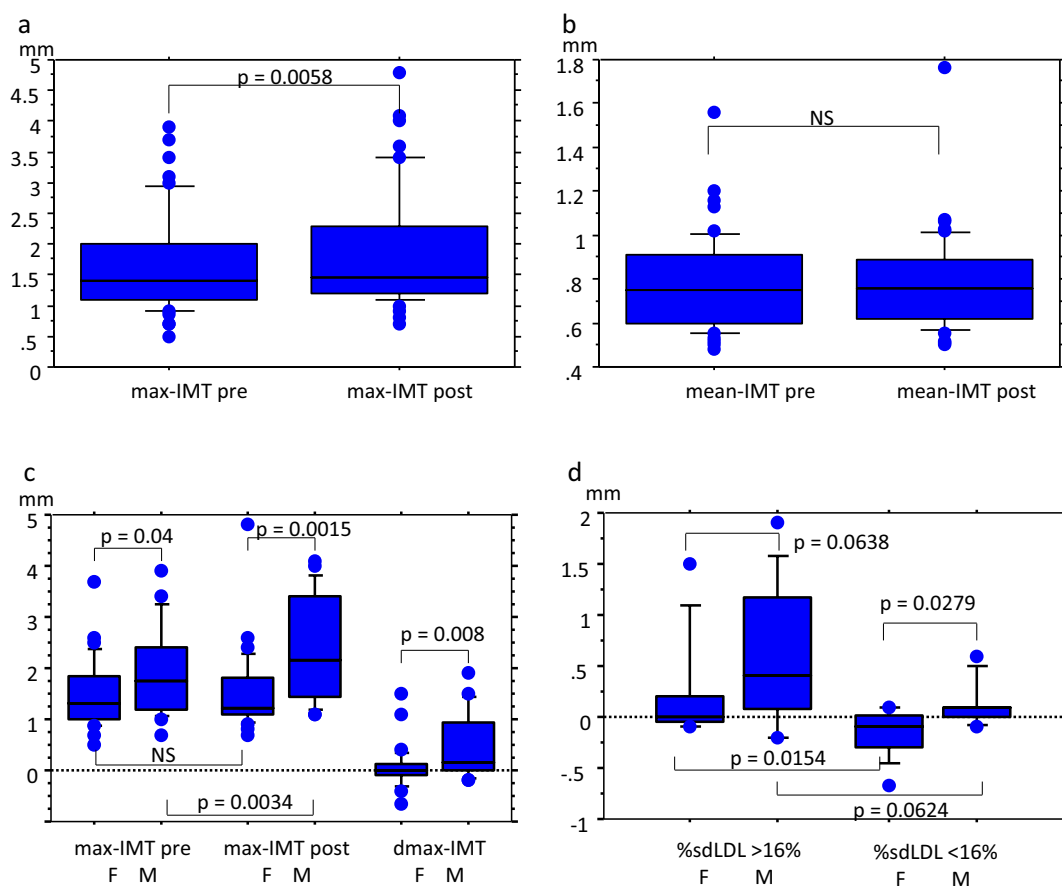 a
mm
5
4.5
4
3.5
3
2.5
2
1.5
1
.5
0
p = 0.0058
max-IMT pre max-IMT post
b
mm
1.8
1.6
1.4
1.2
1
.8
.6
.4
NS
mean-IMT pre mean-IMT post
c
mm
5
4
3
2
1
0
p = 0.04
p = 0.0015
p = 0.008
NS
p = 0.0034
max-IMT pre max-IMT post dmax-IMT
F M F M F M
d
mm
2
1.5
1
.5
0
-.5
-1
p = 0.0638
p = 0.0279
p = 0.0154
p = 0.0624
%sdLDL >16% %sdLDL <16%
F M F M